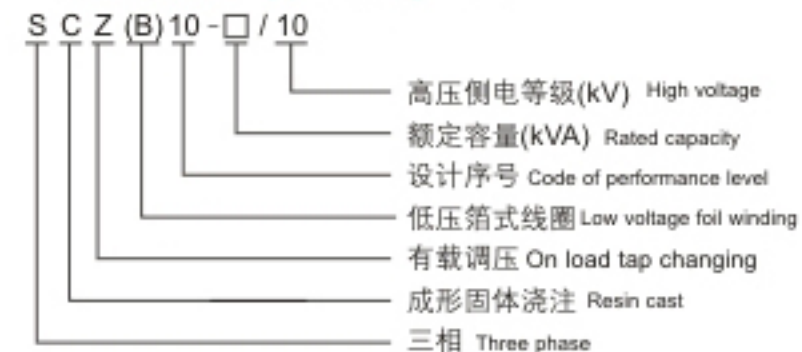 S C Z (B) 10 - □ / 10
高压侧电等级(kV) High voltage
额定容量(kVA) Rated capacity
设计序号 Code of performance level
低压箔式线圈 Low voltage foil winding
有载调压 On load tap changing
成形固体浇注 Resin cast
三相 Three phase